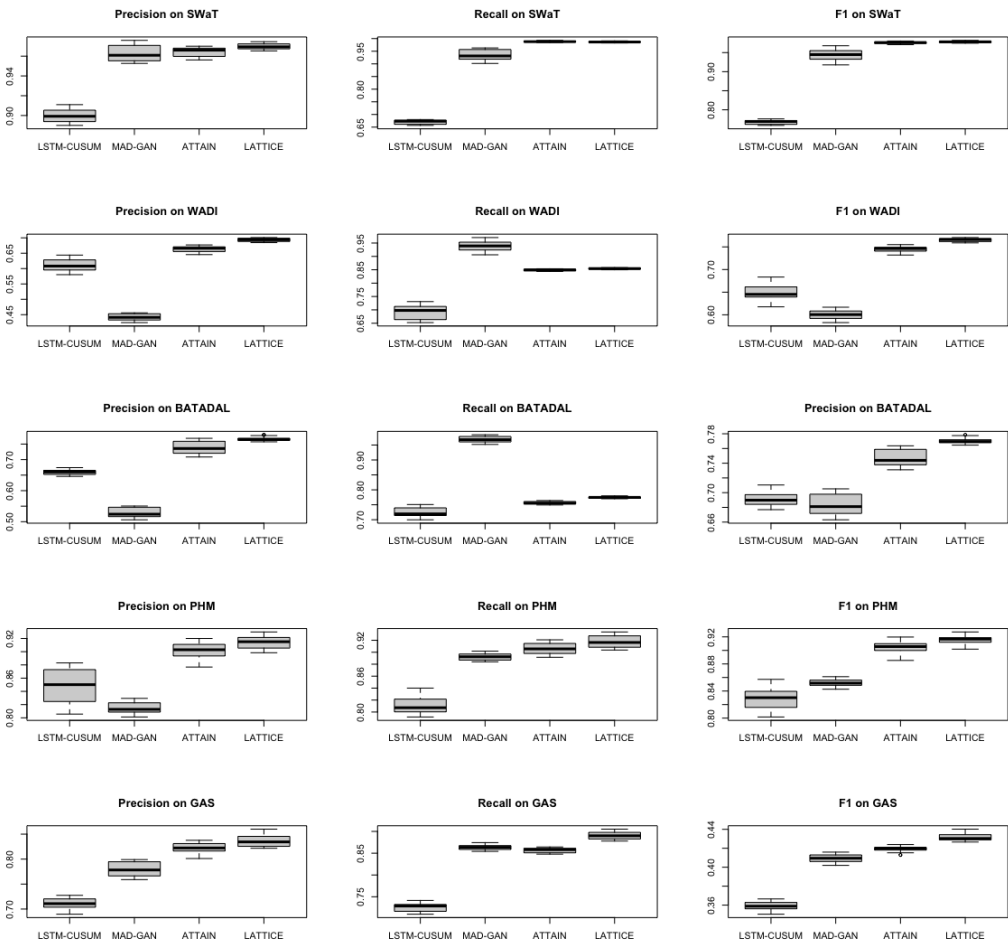 Precision on SWaT
Recall on SWaT
F1 on SWaT
0.90 0.94
0.65 0.75 0.85 0.95
0.80 0.90
LSTM-CUSUM MAD-GAN ATTAIN LATTICE
LSTM-CUSUM MAD-GAN ATTAIN LATTICE
LSTM-CUSUM MAD-GAN ATTAIN LATTICE
Precision on WADI
Recall on WADI
F1 on WADI
0.45 0.55 0.65
0.65 0.75 0.85 0.95
0.60 0.70
LSTM-CUSUM MAD-GAN ATTAIN LATTICE
LSTM-CUSUM MAD-GAN ATTAIN LATTICE
LSTM-CUSUM MAD-GAN ATTAIN LATTICE
Precision on BATADAL
Recall on BATADAL
Precision on BATADAL
0.50 0.60 0.70
0.70 0.80 0.90
0.66 0.70 0.74 0.78
LSTM-CUSUM MAD-GAN ATTAIN LATTICE
LSTM-CUSUM MAD-GAN ATTAIN LATTICE
LSTM-CUSUM MAD-GAN ATTAIN LATTICE
Precision on PHM
Recall on PHM
F1 on PHM
0.80 0.86 0.92
0.80 0.86 0.92
0.80 0.84 0.88 0.92
LSTM-CUSUM MAD-GAN ATTAIN LATTICE
LSTM-CUSUM MAD-GAN ATTAIN LATTICE
LSTM-CUSUM MAD-GAN ATTAIN LATTICE
Precision on GAS
Recall on GAS
F1 on GAS
0.70 0.80
0.75 0.85
0.36 0.40 0.44
LSTM-CUSUM MAD-GAN ATTAIN LATTICE
LSTM-CUSUM MAD-GAN ATTAIN LATTICE
LSTM-CUSUM MAD-GAN ATTAIN LATTICE